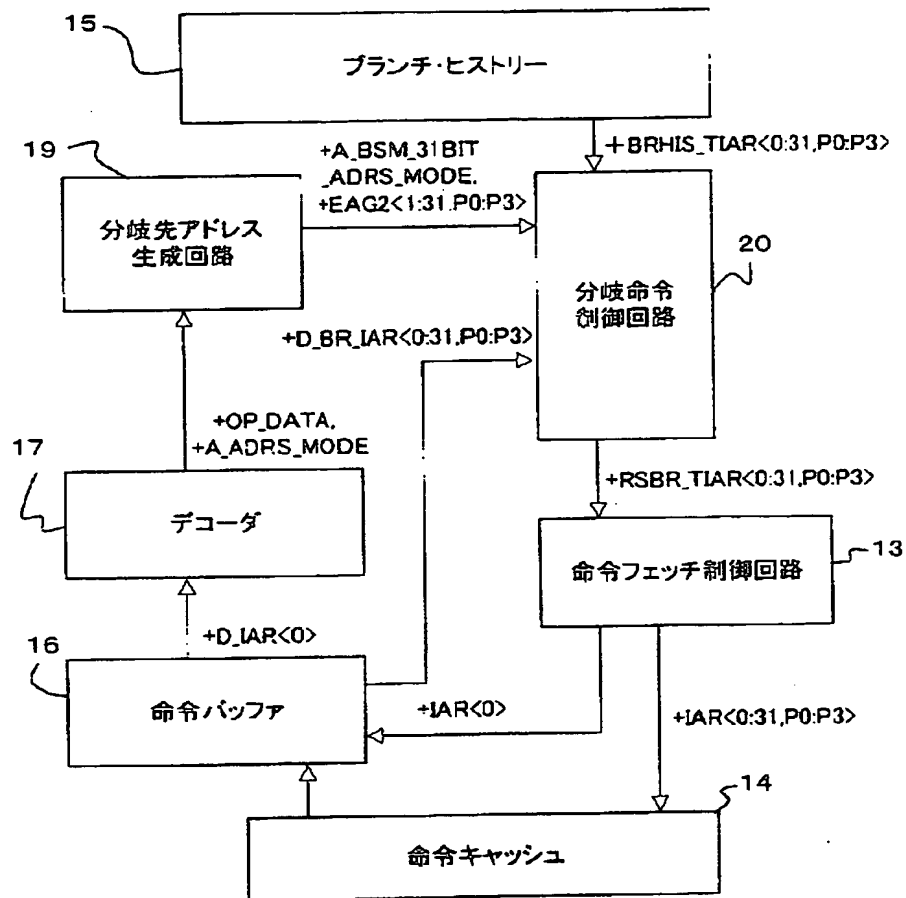 15
ブランチ・ヒストリー
19
+A_BSM_31BIT
_ADRS_MODE,
+EAG2<1:31,P0:P3>
+BRHIS_TIAR<0:31,P0:P3>
分岐先アドレス
生成回路
20
分岐命令
制御回路
+D_BR_IAR<0:31,P0:P3>
+OP_DATA,
+A_ADRS_MODE
17
デコーダ
+RSBR_TIAR<0:31,P0:P3>
命令フェッチ制御回路
13
+D_IAR<0>
16
命令バッファ
+IAR<0>
+IAR<0:31,P0:P3>
14
命令キャッシュ